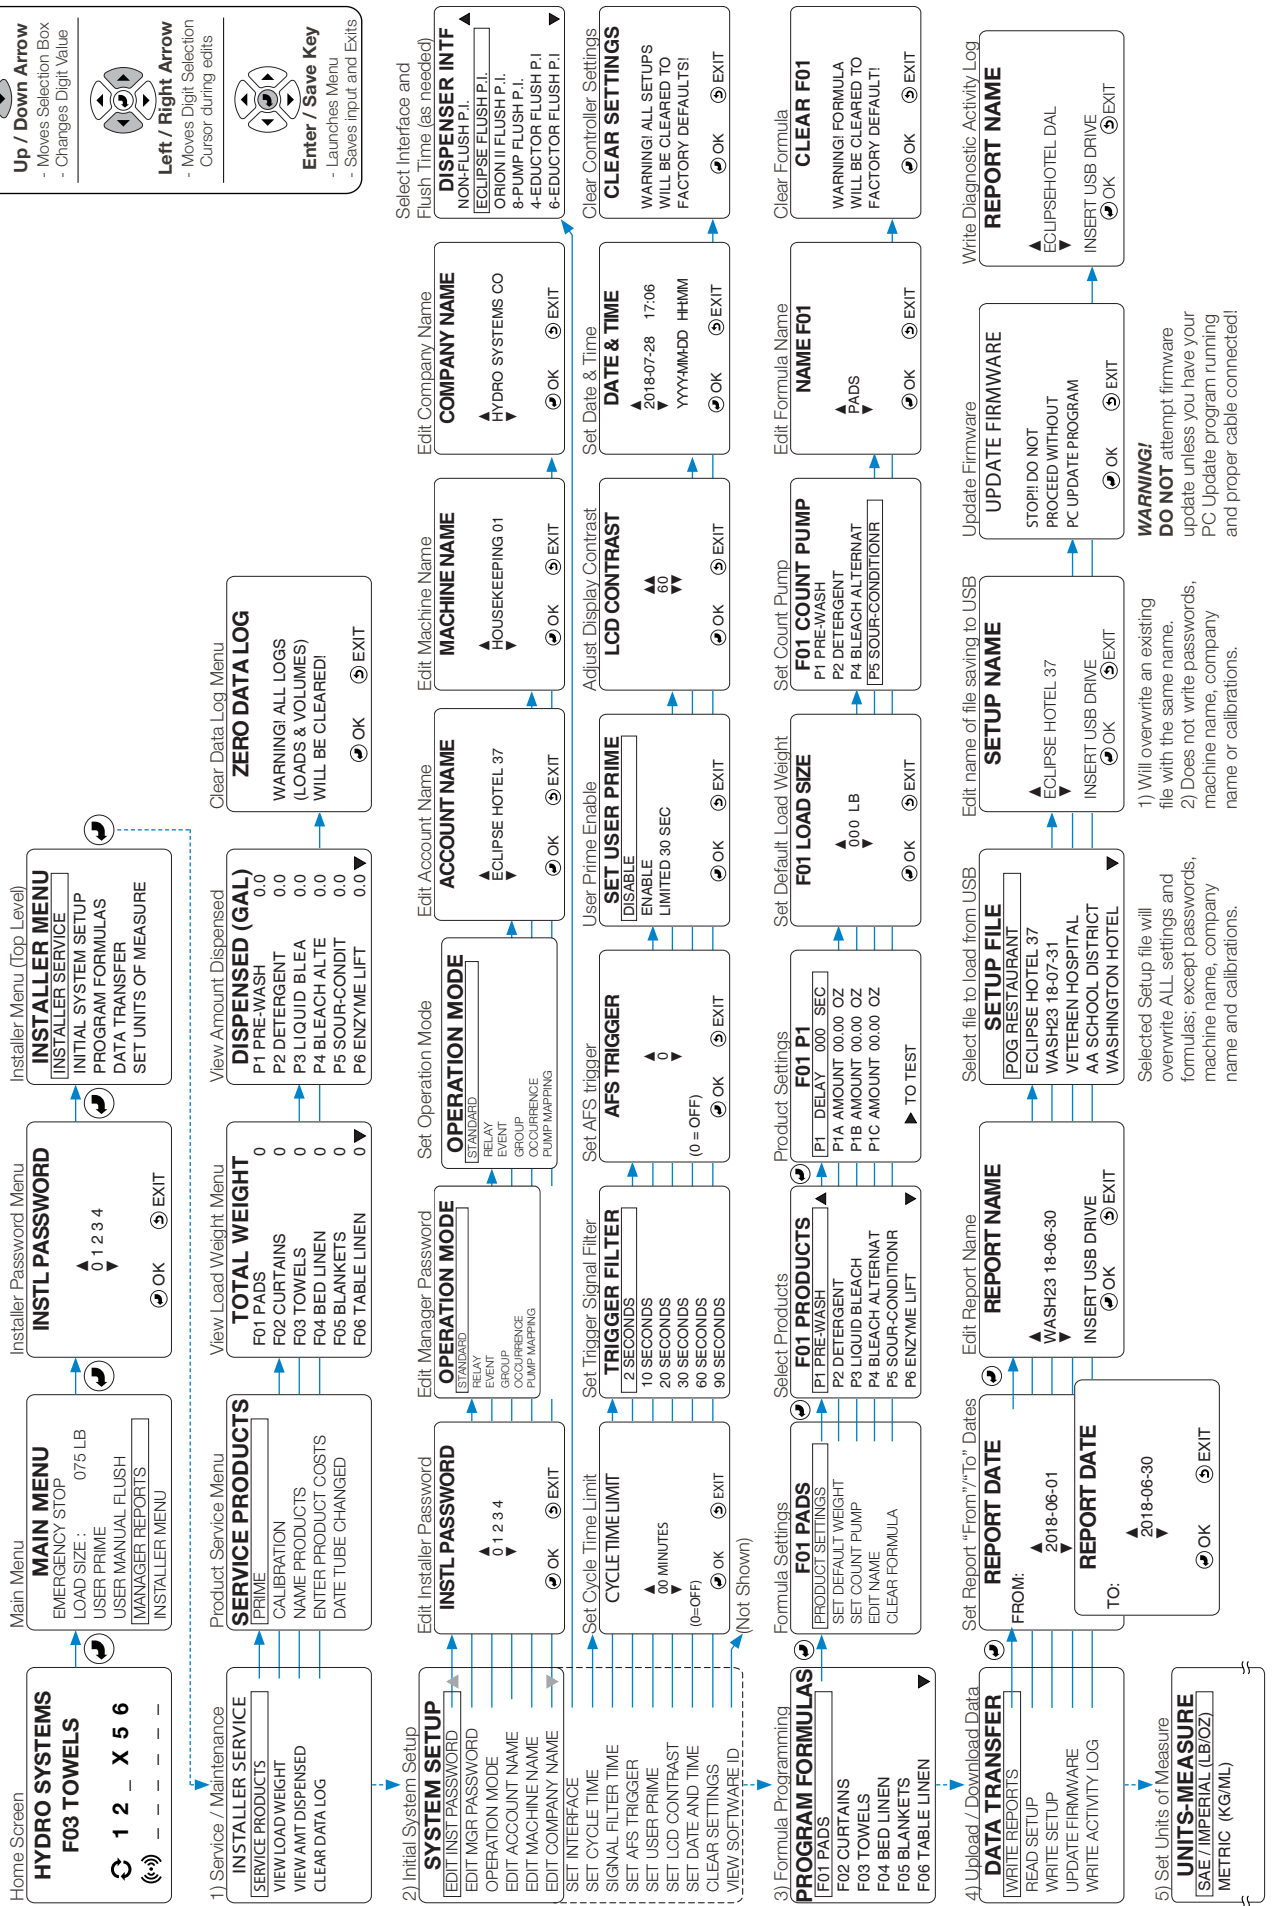 Up / Down Arrow
- Moves Selection Box
- Changes Digit Value
Left / Right Arrow
- Moves Digit Selection
Cursor during edits
Enter / Save Key
- Launches Menu
- Saves input and Exits
Home Screen
HYDRO SYSTEMS
F03 TOWELS
1 2 _ X 5 6
_ _ _ _ _ _
Main Menu
MAIN MENU
EMERGENCY STOP
LOAD SIZE : 075 LB
USER PRIME
USER MANUAL FLUSH
MANAGER REPORTS
INSTALLER MENU
Installer Password Menu
INSTL PASSWORD
0 1 2 3 4
OK EXIT
Installer Menu (Top Level)
INSTALLER MENU
INSTALLER SERVICE
INITIAL SYSTEM SETUP
PROGRAM FORMULAS
DATA TRANSFER
SET UNITS OF MEASURE
1) Service / Maintenance
INSTALLER SERVICE
SERVICE PRODUCTS
VIEW LOAD WEIGHT
VIEW AMT DISPENSED
CLEAR DATA LOG
Product Service Menu
SERVICE PRODUCTS
PRIME
CALIBRATION
NAME PRODUCTS
ENTER PRODUCT COSTS
DATE TUBE CHANGED
View Load Weight Menu
TOTAL WEIGHT
F01 PADS 0
F02 CURTAINS 0
F03 TOWELS 0
F04 BED LINEN 0
F05 BLANKETS 0
F06 TABLE LINEN 0
View Amount Dispensed
DISPENSED (GAL)
P1 PRE-WASH 0.0
P2 DETERGENT 0.0
P3 LIQUID BLEA 0.0
P4 BLEACH ALTE 0.0
P5 SOUR-CONDIT 0.0
P6 ENZYME LIFT 0.0
Clear Data Log Menu
ZERO DATA LOG
WARNING! ALL LOGS
(LOADS & VOLUMES)
WILL BE CLEARED!
OK EXIT
2) Initial System Setup
SYSTEM SETUP
EDIT INST PASSWORD
EDIT MGR PASSWORD
OPERATION MODE
EDIT ACCOUNT NAME
EDIT MACHINE NAME
EDIT COMPANY NAME
SET INTERFACE
SET CYCLE TIME
SIGNAL FILTER TIME
SET AFS TRIGGER
SET USER PRIME
SET LCD CONTRAST
SET DATE AND TIME
CLEAR SETTINGS
VIEW SOFTWARE ID
Edit Installer Password
INSTL PASSWORD
0 1 2 3 4
OK EXIT
Edit Manager Password
OPERATION MODE
STANDARD
RELAY
EVENT
GROUP
OCCURRENCE
PUMP MAPPING
Set Operation Mode
OPERATION MODE
STANDARD
RELAY
EVENT
GROUP
OCCURRENCE
PUMP MAPPING
Edit Account Name
ACCOUNT NAME
ECLIPSE HOTEL 37
OK EXIT
Edit Machine Name
MACHINE NAME
HOUSEKEEPING 01
OK EXIT
Edit Company Name
COMPANY NAME
HYDRO SYSTEMS CO
OK EXIT
Select Interface and
Flush Time (as needed)
DISPENSER INTF
NON-FLUSH P.I.
ECLIPSE FLUSH P.I.
ORION II FLUSH P.I.
8-PUMP FLUSH P.I.
4-EDUCTOR FLUSH P.I
6-EDUCTOR FLUSH P.I
Set Cycle Time Limit
CYCLE TIME LIMIT
00 MINUTES
(0=OFF)
OK EXIT
(Not Shown)
Set Trigger Signal Filter
TRIGGER FILTER
2 SECONDS
10 SECONDS
20 SECONDS
30 SECONDS
60 SECONDS
90 SECONDS
Set AFS trigger
AFS TRIGGER
0
(0 = OFF)
OK EXIT
User Prime Enable
SET USER PRIME
DISABLE
ENABLE
LIMITED 30 SEC
OK EXIT
Adjust Display Contrast
LCD CONTRAST
60
OK EXIT
Set Date & Time
DATE & TIME
2018-07-28 17:06
YYYY-MM-DD HH:MM
OK EXIT
Clear Controller Settings
CLEAR SETTINGS
WARNING! ALL SETUPS
WILL BE CLEARED TO
FACTORY DEFAULTS!
OK EXIT
3) Formula Programming
PROGRAM FORMULAS
F01 PADS
F02 CURTAINS
F03 TOWELS
F04 BED LINEN
F05 BLANKETS
F06 TABLE LINEN
Formula Settings
F01 PADS
PRODUCT SETTINGS
SET DEFAULT WEIGHT
SET COUNT PUMP
EDIT NAME
CLEAR FORMULA
Select Products
F01 PRODUCTS
P1 PRE-WASH
P2 DETERGENT
P3 LIQUID BLEACH
P4 BLEACH ALTERNAT
P5 SOUR-CONDITIONR
P6 ENZYME LIFT
Product Settings
F01 P1
P1 DELAY 000 SEC
P1A AMOUNT 00.00 OZ
P1B AMOUNT 00.00 OZ
P1C AMOUNT 00.00 OZ
TO TEST
Set Default Load Weight
F01 LOAD SIZE
000 LB
OK EXIT
Set Count Pump
F01 COUNT PUMP
P1 PRE-WASH
P2 DETERGENT
P4 BLEACH ALTERNAT
P5 SOUR-CONDITIONR
Edit Formula Name
NAME F01
PADS
OK EXIT
Clear Formula
CLEAR F01
WARNING! FORMULA
WILL BE CLEARED TO
FACTORY DEFAULT!
OK EXIT
4) Upload / Download Data
DATA TRANSFER
WRITE REPORTS
READ SETUP
WRITE SETUP
UPDATE FIRMWARE
WRITE ACTIVITY LOG
Set Report "From"/"To" Dates
REPORT DATE
FROM:
2018-06-01
REPORT DATE
TO:
2018-06-30
OK EXIT
Edit Report Name
REPORT NAME
WASH23 18-06-30
INSERT USB DRIVE
OK EXIT
Select file to load from USB
SETUP FILE
POG RESTAURANT
ECLIPSE HOTEL 37
WASH23 18-07-31
VETEREN HOSPITAL
AA SCHOOL DISTRICT
WASHINGTON HOTEL
Selected Setup file will
overwrite ALL settings and
formulas; except passwords,
machine name, company
name and calibrations.
Edit name of file saving to USB
SETUP NAME
ECLIPSE HOTEL 37
INSERT USB DRIVE
OK EXIT
1) Will overwrite an existing
file with the same name.
2) Does not write passwords,
machine name, company
name or calibrations.
Update Firmware
UPDATE FIRMWARE
STOP!! DO NOT
PROCEED WITHOUT
PC UPDATE PROGRAM
OK EXIT
WARNING!
DO NOT attempt firmware
update unless you have your
PC Update program running
and proper cable connected!
Write Diagnostic Activity Log
REPORT NAME
ECLIPSEHOTEL DAL
INSERT USB DRIVE
OK EXIT
5) Set Units of Measure
UNITS-MEASURE
SAE / IMPERIAL (LB/OZ)
METRIC (KG/ML)